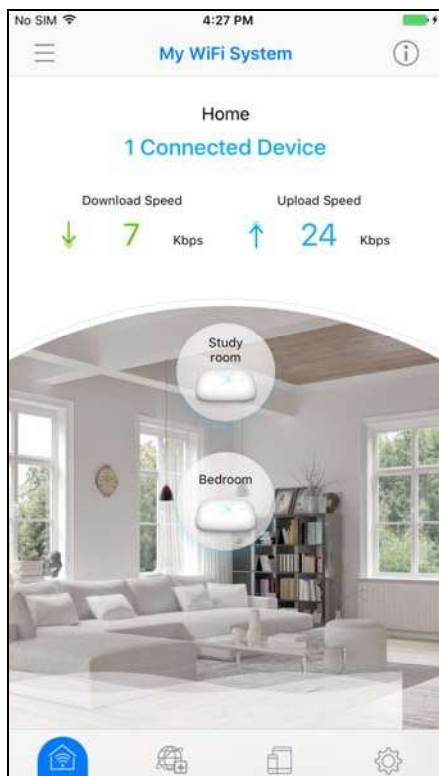 No SIM 4:27 PM
My WiFi System
Home
1 Connected Device
Download Speed Upload Speed
7 Kbps 24 Kbps
Study
room
Bedroom